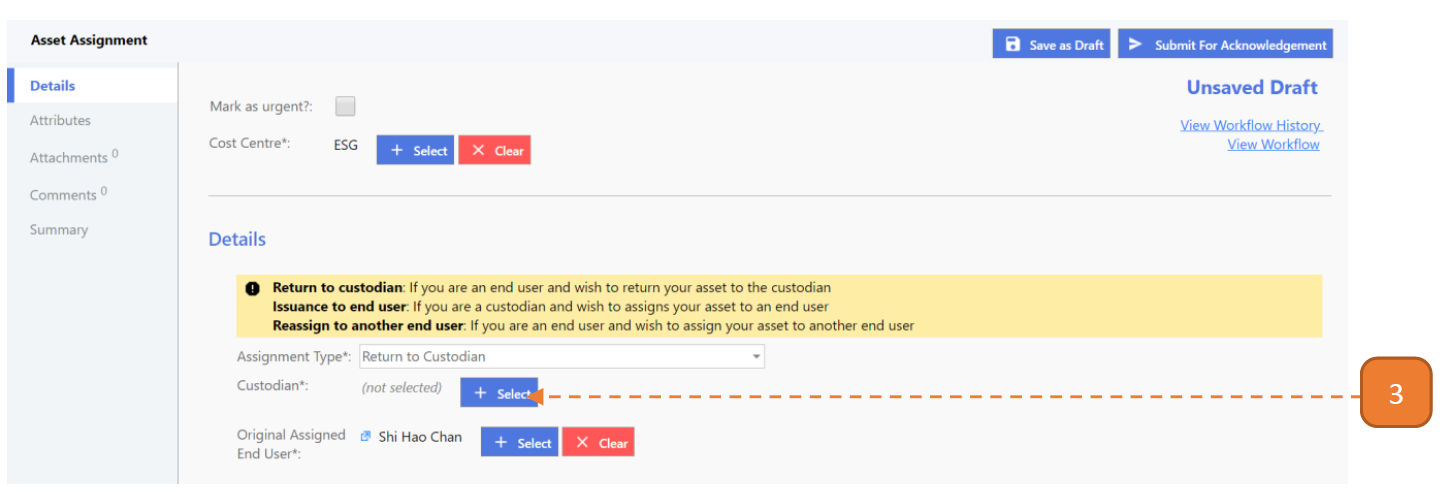 Asset Assignment
Save as Draft
Submit For Acknowledgement
Details
Attributes
Attachments 0
Comments 0
Summary
Unsaved Draft
View Workflow History
View Workflow
Mark as urgent?:
Cost Centre*: ESG + Select × Clear
Details
Return to custodian: If you are an end user and wish to return your asset to the custodian
Issuance to end user: If you are a custodian and wish to assigns your asset to an end user
Reassign to another end user: If you are an end user and wish to assign your asset to another end user
Assignment Type*: Return to Custodian
Custodian*: (not selected) + Select
3
Original Assigned Shi Hao Chan + Select × Clear
End User*: